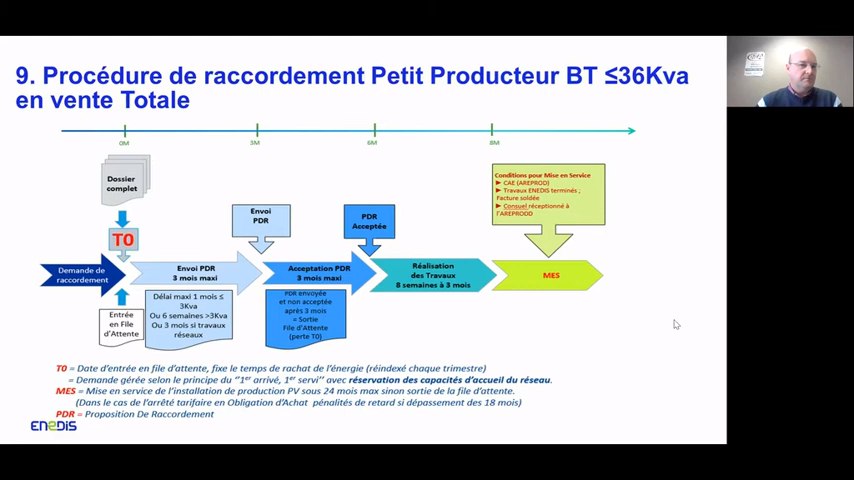 9. Procédure de raccordement Petit Producteur BT ≤36Kva
en vente Totale
0M
3M
6M
8M
Dossier
complet
T0
Envoi
PDR
PDR
Acceptée
Conditions pour Mise en Service
► CAE (AREPROD)
► Travaux ENEDIS terminés ;
Facture soldée
► Consuel réceptionné à
l'AREPRODD
Demande de
raccordement
Envoi PDR
3 mois maxi
Acceptation PDR
3 mois maxi
Réalisation
des Travaux
8 semaines à 3 mois
MES
Entrée
en File
d'Attente
Délai maxi 1 mois ≤
3Kva
Ou 6 semaines >3Kva
Ou 3 mois si travaux
réseaux
PDR envoyée
et non acceptée
après 3 mois
= Sortie
File d'Attente
(perte T0)
T0 = Date d'entrée en file d'attente, fixe le temps de rachat de l'énergie (réindexé chaque trimestre)
= Demande gérée selon le principe du "1er arrivé, 1er servi" avec réservation des capacités d'accueil du réseau.
MES = Mise en service de l'installation de production PV sous 24 mois max sinon sortie de la file d'attente.
(Dans le cas de l'arrêté tarifaire en Obligation d'Achat pénalités de retard si dépassement des 18 mois)
PDR = Proposition De Raccordement
ENEDIS